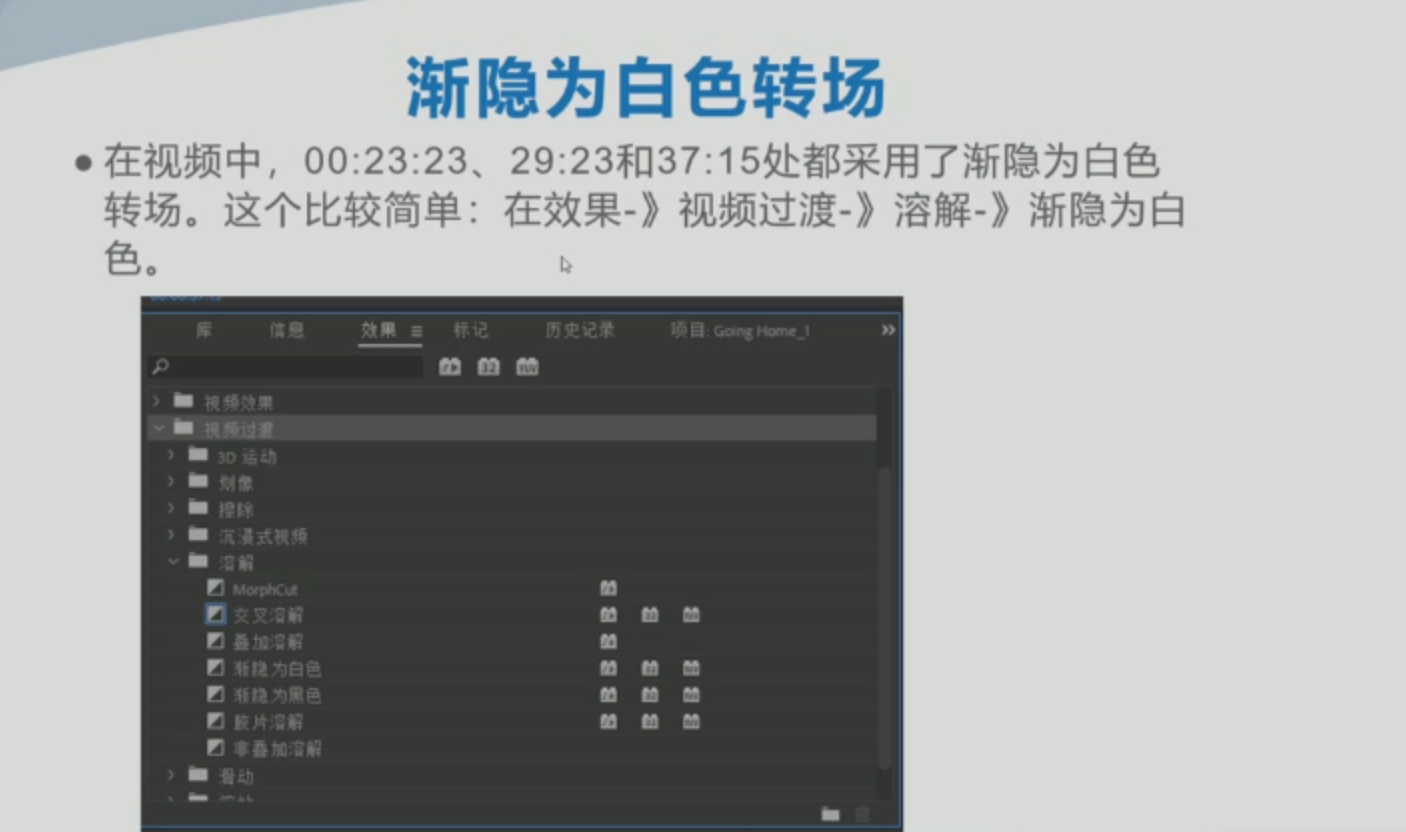 渐隐为白色转场
● 在视频中，00:23:23、29:23和37:15处都采用了渐隐为白色
转场。这个比较简单：在效果-》视频过渡-》溶解-》渐隐为白
色。
库 信息 效果 标记 历史记录 项目: Going Home_1
视频效果
视频过渡
3D 运动
划像
擦除
沉浸式视频
溶解
MorphCut
交叉溶解
叠加溶解
渐隐为白色
渐隐为黑色
胶片溶解
非叠加溶解
滑动